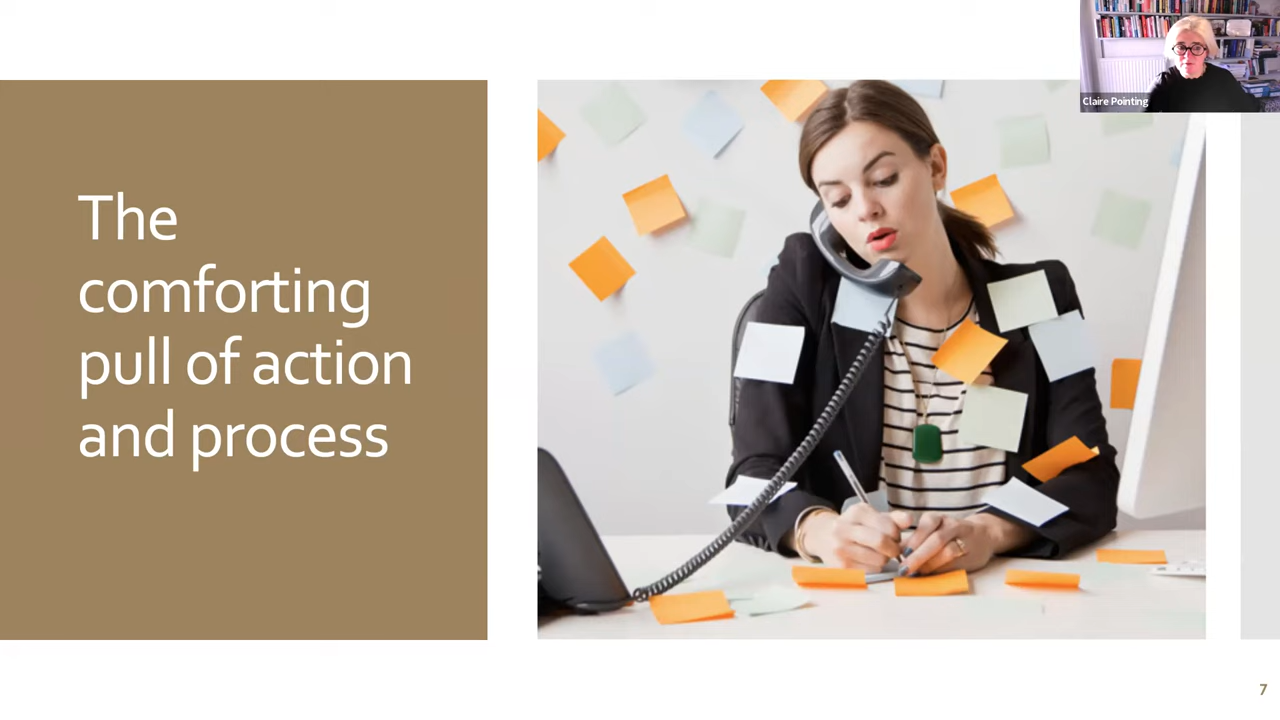 Claire Pointing
The
comforting
pull of action
and process
7